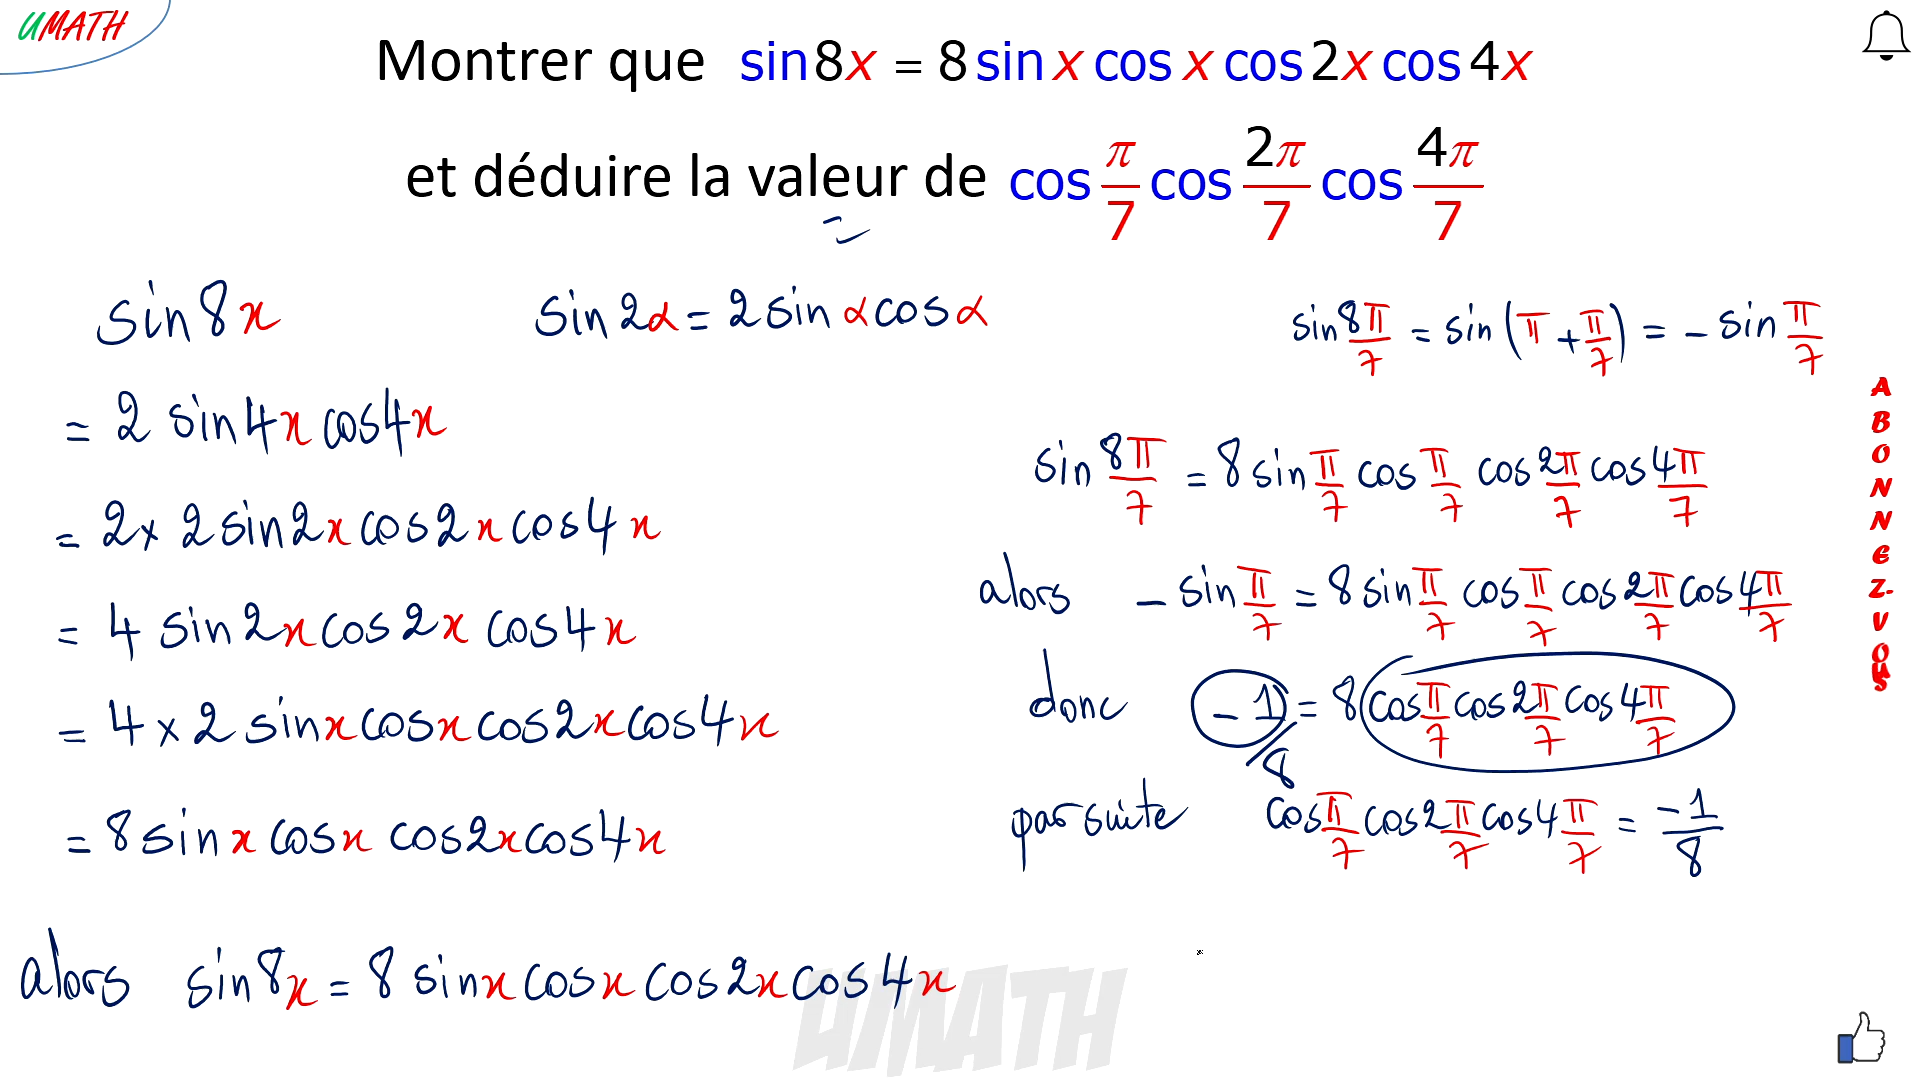 UMATH
Montrer que sin 8x = 8 sin x cos x cos 2x cos 4x
et déduire la valeur de cos π/7 cos 2π/7 cos 4π/7
sin 8x
= 2 sin 4x cos 4x
= 2 × 2 sin 2x cos 2x cos 4x
= 4 sin 2x cos 2x cos 4x
= 4 × 2 sin x cos x cos 2x cos 4x
= 8 sin x cos x cos 2x cos 4x
alors sin 8x = 8 sin x cos x cos 2x cos 4x
sin 2α = 2 sin α cos α
sin 8π/7 = sin (π + π/7) = - sin π/7
sin 8π/7 = 8 sin π/7 cos π/7 cos 2π/7 cos 4π/7
alors - sin π/7 = 8 sin π/7 cos π/7 cos 2π/7 cos 4π/7
donc - 1/8 = 8 cos π/7 cos 2π/7 cos 4π/7
par suite cos π/7 cos 2π/7 cos 4π/7 = -1/8
ABONNEZ-VOUS
UMATH